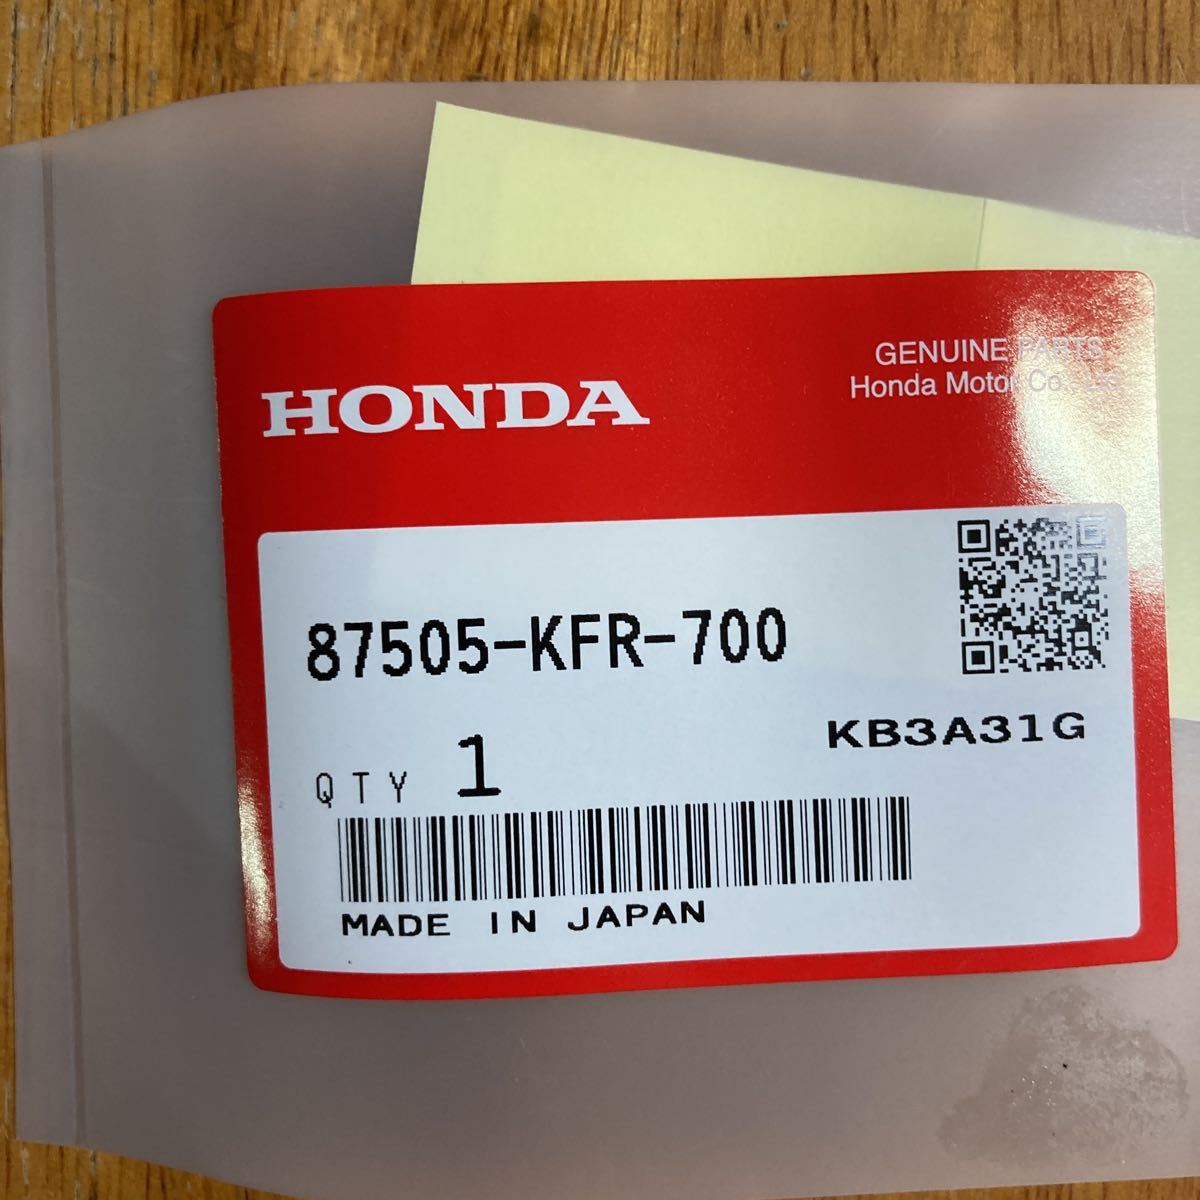 HONDA
GENUINE PARTS
Honda Motor Co., Ltd.
87505-KFR-700
KB3A31G
QTY 1
MADE IN JAPAN